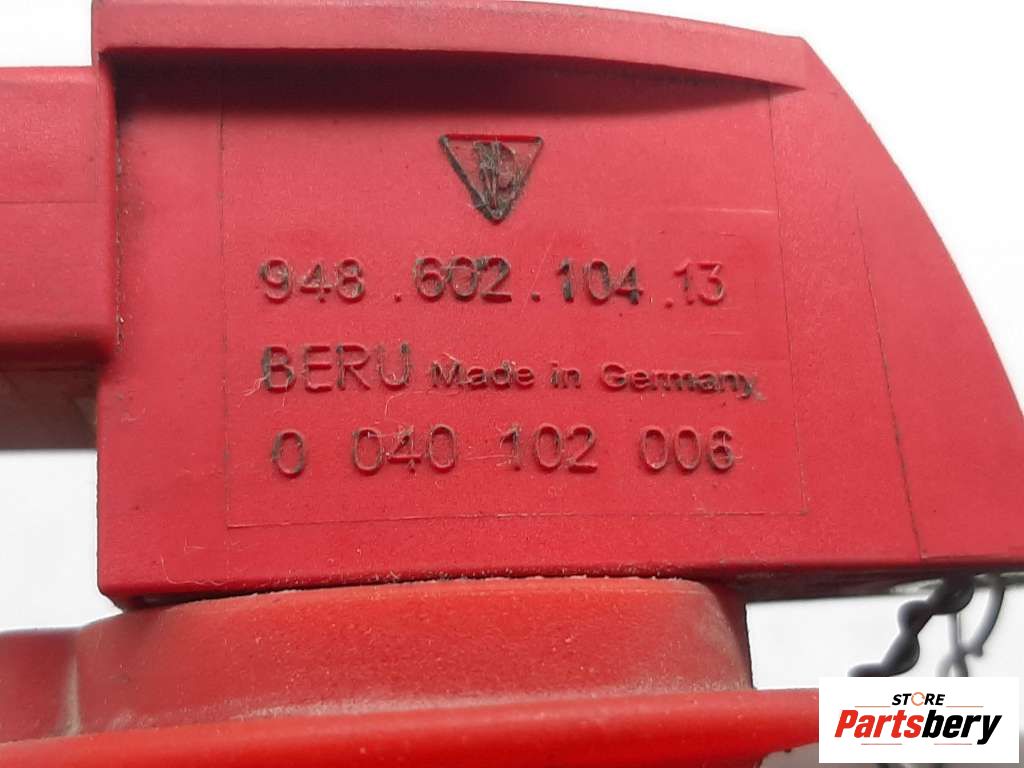 948 . 602 . 104 . 13
BERU Made in Germany
0 040 102 006
STORE
Partsbery